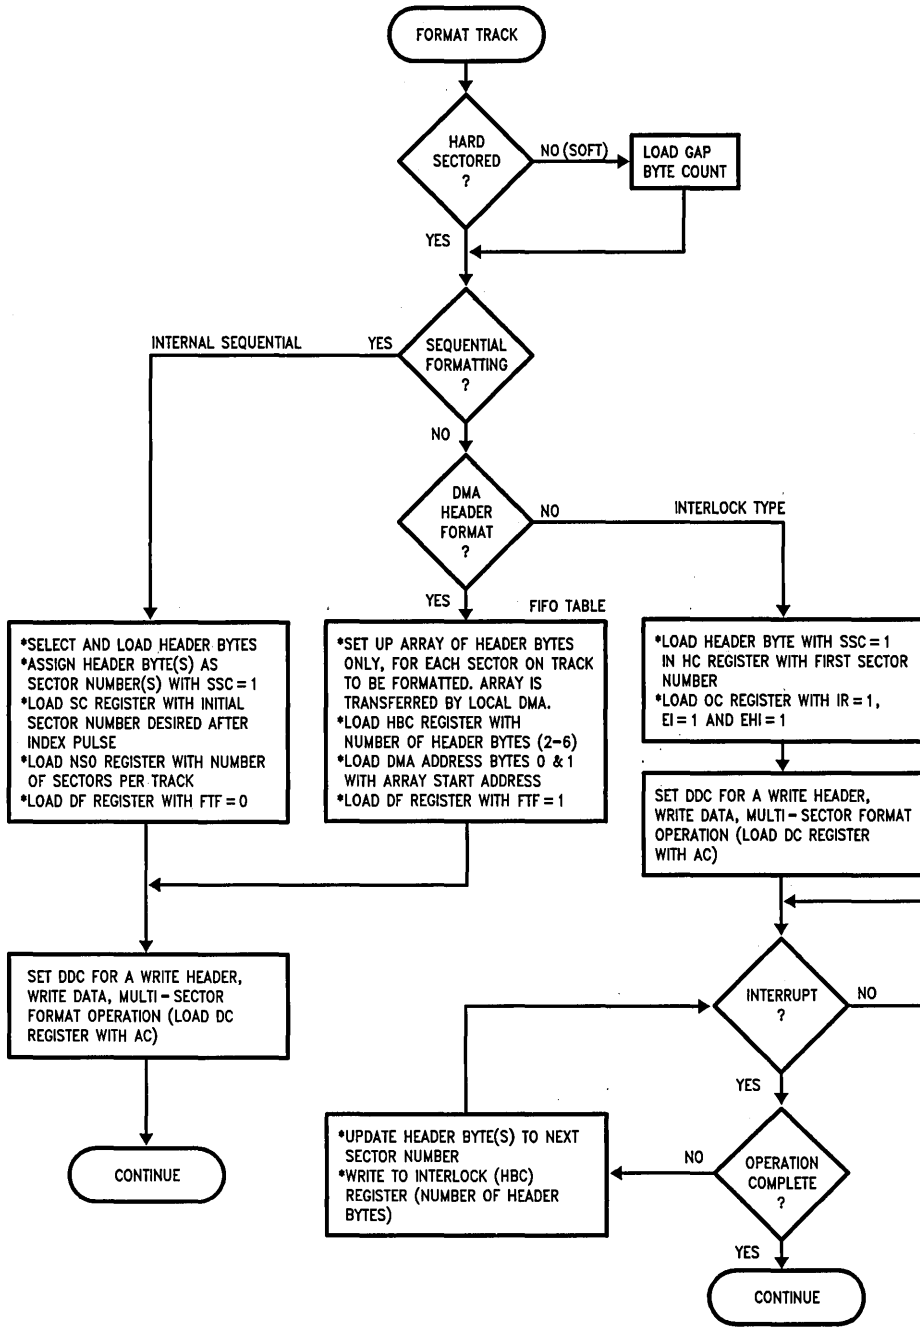 FORMAT TRACK
HARD
SECTORED
?
NO (SOFT)
LOAD GAP
BYTE COUNT
YES
INTERNAL SEQUENTIAL
YES
SEQUENTIAL
FORMATTING
?
NO
DMA
HEADER
FORMAT
?
NO
INTERLOCK TYPE
YES
FIFO TABLE
*SELECT AND LOAD HEADER BYTES
*ASSIGN HEADER BYTE(S) AS
SECTOR NUMBER(S) WITH SSC=1
*LOAD SC REGISTER WITH INITIAL
SECTOR NUMBER DESIRED AFTER
INDEX PULSE
*LOAD NSO REGISTER WITH NUMBER
OF SECTORS PER TRACK
*LOAD DF REGISTER WITH FTF=0
*SET UP ARRAY OF HEADER BYTES
ONLY, FOR EACH SECTOR ON TRACK
TO BE FORMATTED. ARRAY IS
TRANSFERRED BY LOCAL DMA.
*LOAD HBC REGISTER WITH
NUMBER OF HEADER BYTES (2-6)
*LOAD DMA ADDRESS BYTES 0 & 1
WITH ARRAY START ADDRESS
*LOAD DF REGISTER WITH FTF=1
*LOAD HEADER BYTE WITH SSC=1
IN HC REGISTER WITH FIRST SECTOR
NUMBER
*LOAD OC REGISTER WITH IR=1,
EI=1 AND EHI=1
SET DDC FOR A WRITE HEADER,
WRITE DATA, MULTI-SECTOR FORMAT
OPERATION (LOAD DC REGISTER
WITH AC)
SET DDC FOR A WRITE HEADER,
WRITE DATA, MULTI-SECTOR
FORMAT OPERATION (LOAD DC
REGISTER WITH AC)
CONTINUE
INTERRUPT
?
NO
YES
*UPDATE HEADER BYTE(S) TO NEXT
SECTOR NUMBER
*WRITE TO INTERLOCK (HBC)
REGISTER (NUMBER OF HEADER
BYTES)
NO
OPERATION
COMPLETE
?
YES
CONTINUE